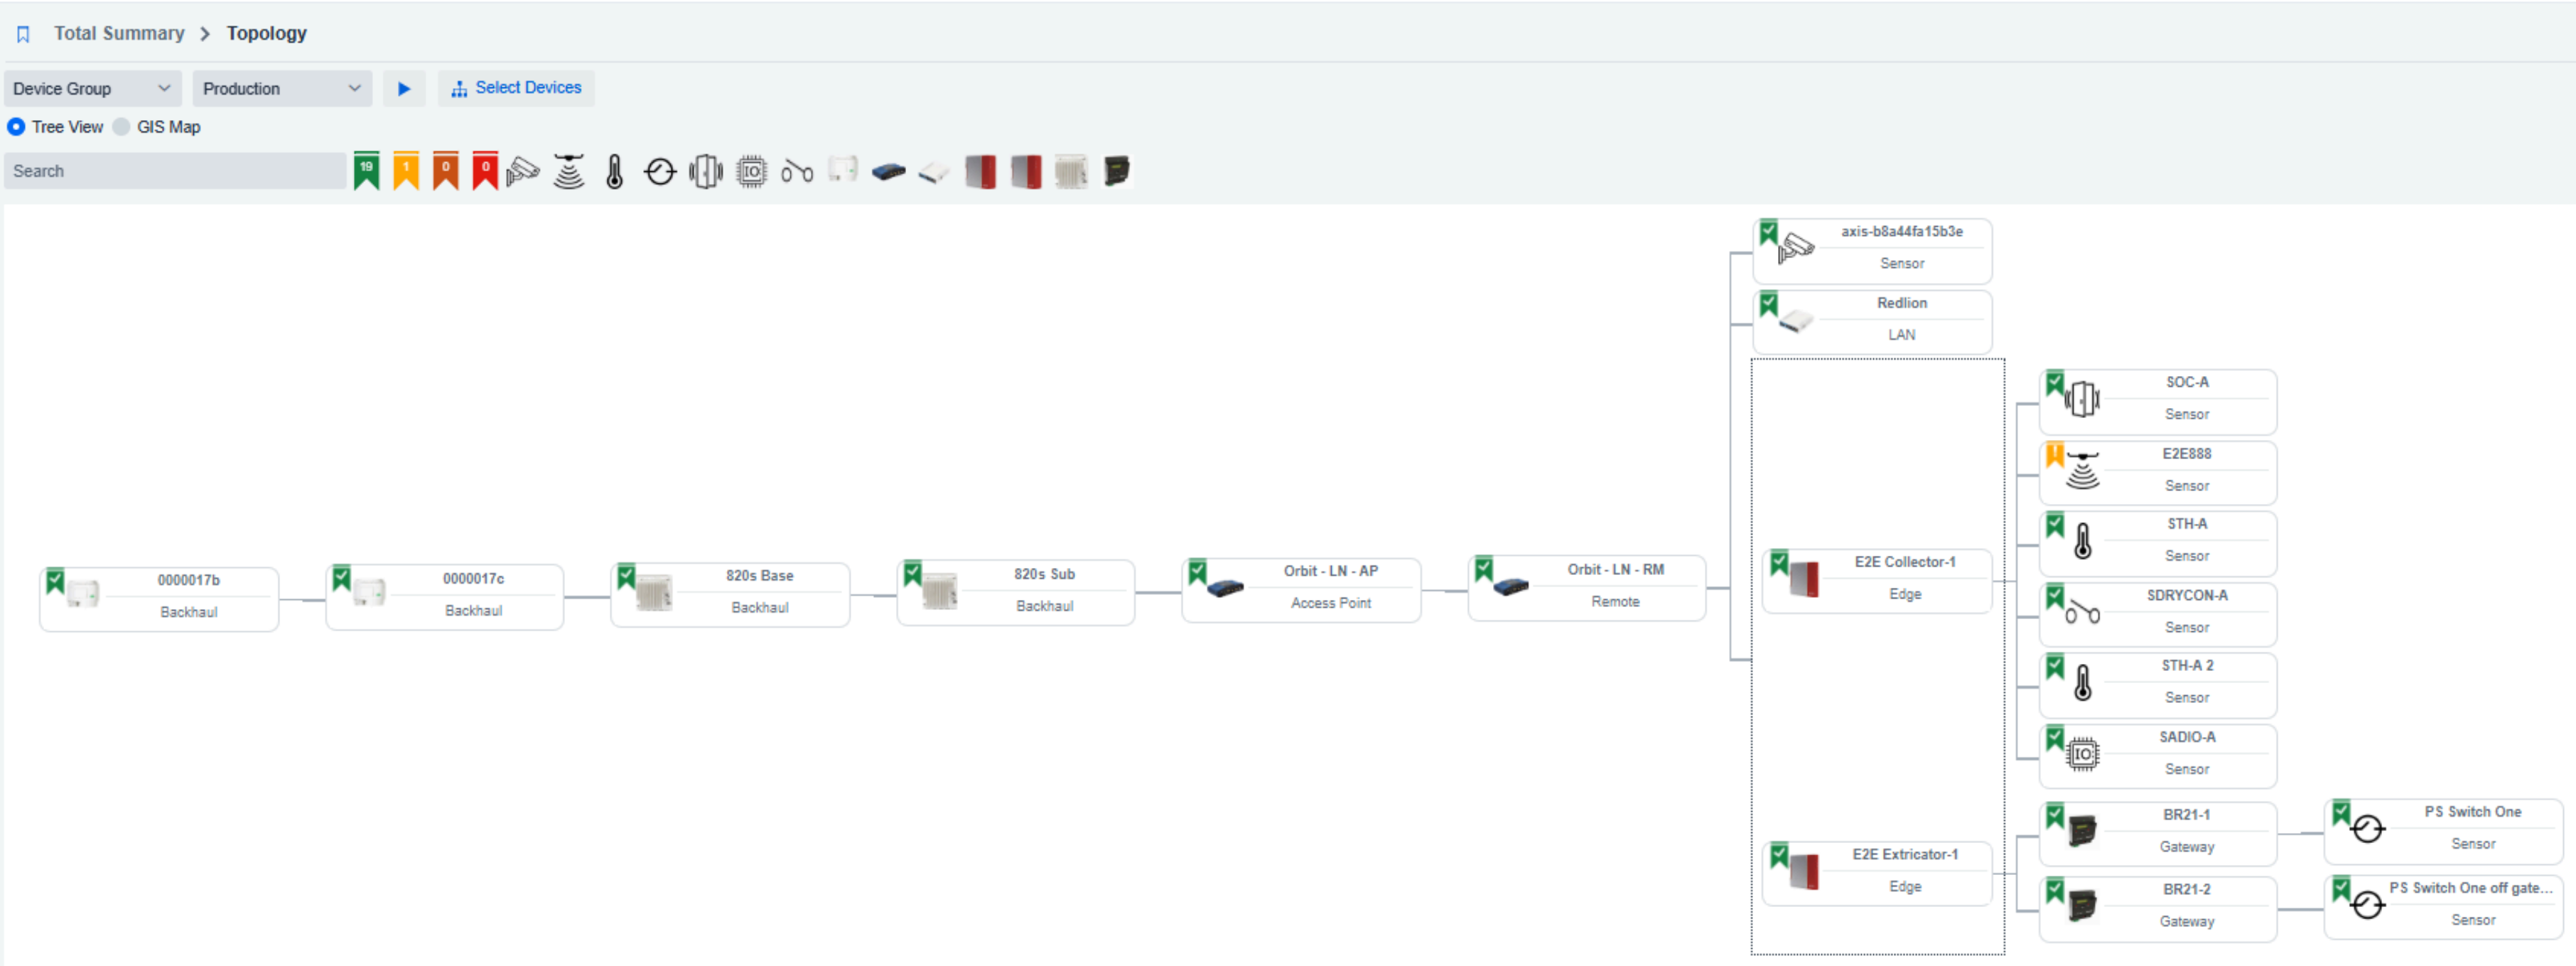 Total Summary > Topology
Device Group
Production
Select Devices
Tree View
GIS Map
Search
19
1
0
0
IO
axis-b8a44fa15b3e
Sensor
Redlion
LAN
SOC-A
Sensor
E2E888
Sensor
STH-A
Sensor
0000017b
Backhaul
0000017c
Backhaul
820s Base
Backhaul
820s Sub
Backhaul
Orbit - LN - AP
Access Point
Orbit - LN - RM
Remote
E2E Collector-1
Edge
SDRYCON-A
Sensor
STH-A 2
Sensor
SADIO-A
IO
Sensor
BR21-1
Gateway
PS Switch One
Sensor
E2E Extricator-1
Edge
BR21-2
Gateway
PS Switch One off gate...
Sensor